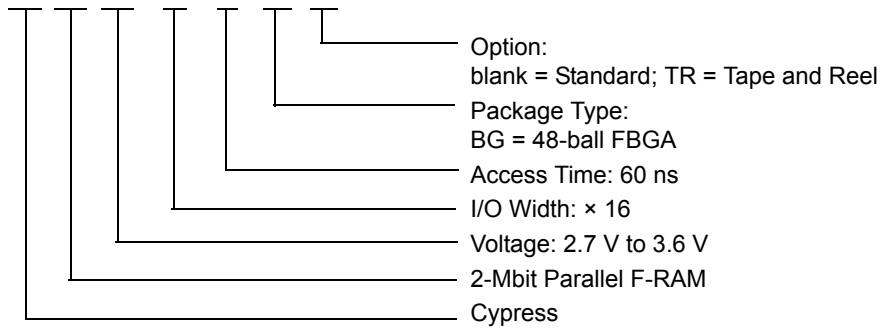 Option:
blank = Standard; TR = Tape and Reel
Package Type:
BG = 48-ball FBGA
Access Time: 60 ns
I/O Width: × 16
Voltage: 2.7 V to 3.6 V
2-Mbit Parallel F-RAM
Cypress